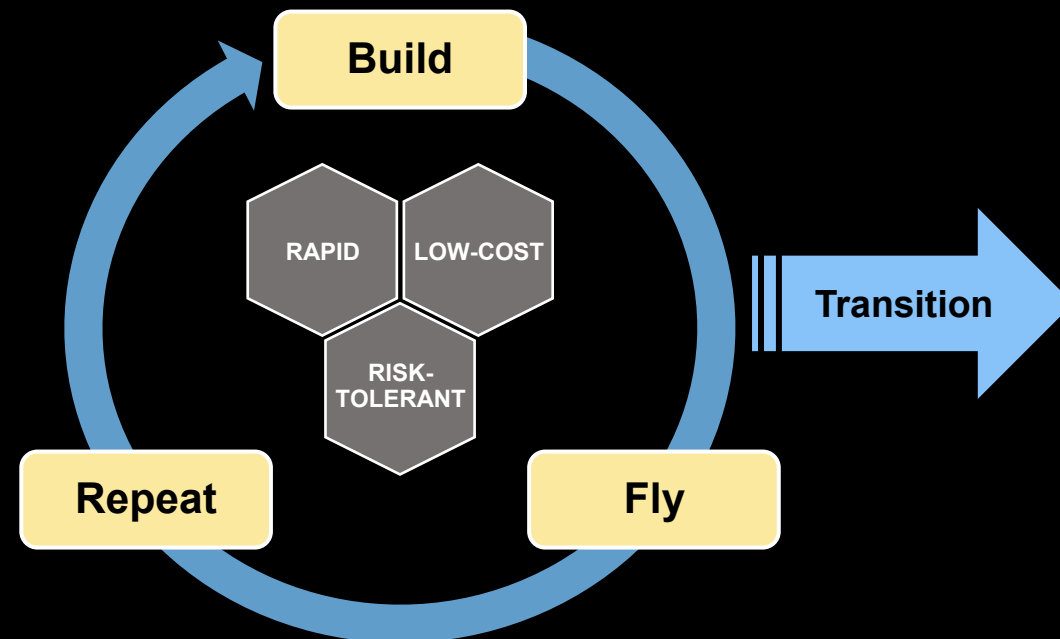 Build
RAPID
LOW-COST
Transition
RISK-
TOLERANT
Repeat
Fly